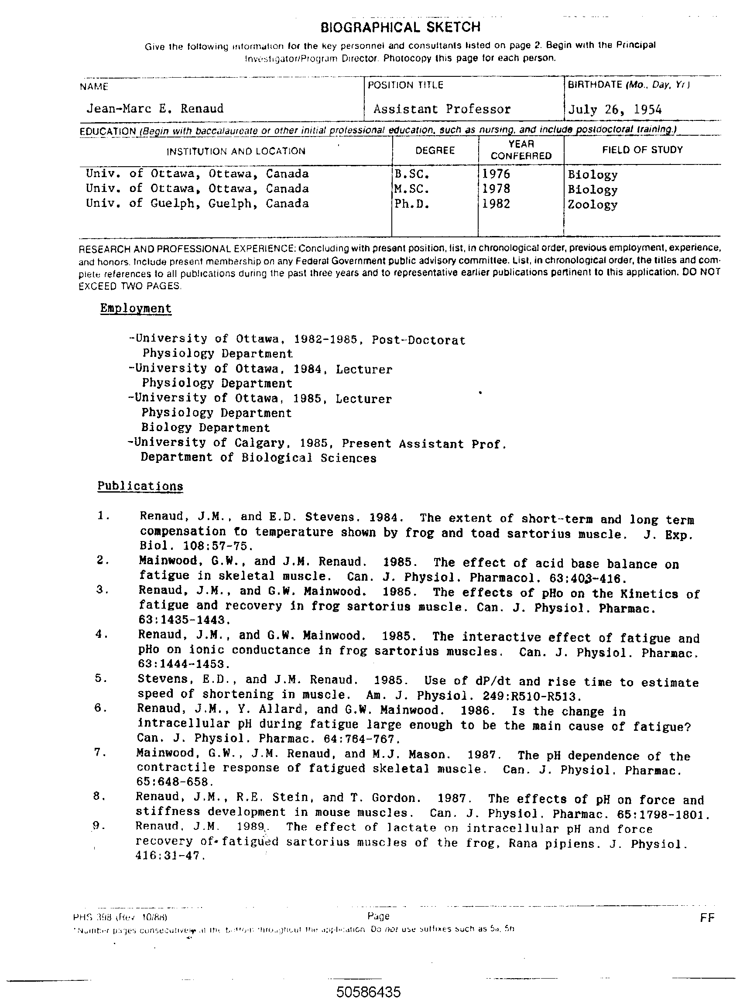 BIOGRAPHICAL SKETCH
Give the following information for the key personnel and consultants listed on page 2. Begin with the Principal
Investigator/Program Director. Photocopy this page for each person.
NAME
POSITION TITLE
BIRTHDATE (Mo., Day, Yr.)
Jean-Marc E. Renaud
Assistant Professor
July 26, 1954
EDUCATION (Begin with baccalaureate or other initial professional education, such as nursing, and include postdoctoral training.)
INSTITUTION AND LOCATION
DEGREE
YEAR CONFERRED
FIELD OF STUDY
Univ. of Ottawa, Ottawa, Canada B.SC. 1976 Biology
Univ. of Ottawa, Ottawa, Canada M.SC. 1978 Biology
Univ. of Guelph, Guelph, Canada Ph.D. 1982 Zoology
RESEARCH AND PROFESSIONAL EXPERIENCE: Concluding with present position, list, in chronological order, previous employment, experience,
and honors. Include present membership on any Federal Government public advisory committee. List, in chronological order, the titles and com-
plete references to all publications during the past three years and to representative earlier publications pertinent to this application. DO NOT
EXCEED TWO PAGES.
Employment
-University of Ottawa, 1982-1985, Post-Doctorat
Physiology Department
-University of Ottawa, 1984, Lecturer
Physiology Department
-University of Ottawa, 1985, Lecturer
Physiology Department
Biology Department
-University of Calgary, 1985, Present Assistant Prof.
Department of Biological Sciences
Publications
1. Renaud, J.M., and E.D. Stevens. 1984. The extent of short-term and long term
compensation to temperature shown by frog and toad sartorius muscle. J. Exp.
Biol. 108:57-75.
2. Mainwood, G.W., and J.M. Renaud. 1985. The effect of acid base balance on
fatigue in skeletal muscle. Can. J. Physiol. Pharmacol. 63:403-416.
3. Renaud, J.M., and G.W. Mainwood. 1985. The effects of pHo on the Kinetics of
fatigue and recovery in frog sartorius muscle. Can. J. Physiol. Pharmac.
63:1435-1443.
4. Renaud, J.M., and G.W. Mainwood. 1985. The interactive effect of fatigue and
pHo on ionic conductance in frog sartorius muscles. Can. J. Physiol. Pharmac.
63:1444-1453.
5. Stevens, E.D., and J.M. Renaud. 1985. Use of dP/dt and rise time to estimate
speed of shortening in muscle. Am. J. Physiol. 249:R510-R513.
6. Renaud, J.M., Y. Allard, and G.W. Mainwood. 1986. Is the change in
intracellular pH during fatigue large enough to be the main cause of fatigue?
Can. J. Physiol. Pharmac. 64:764-767.
7. Mainwood, G.W., J.M. Renaud, and M.J. Mason. 1987. The pH dependence of the
contractile response of fatigued skeletal muscle. Can. J. Physiol. Pharmac.
65:648-658.
8. Renaud, J.M., R.E. Stein, and T. Gordon. 1987. The effects of pH on force and
stiffness development in mouse muscles. Can. J. Physiol. Pharmac. 65:1798-1801.
9. Renaud, J.M. 1989. The effect of lactate on intracellular pH and force
recovery of fatigued sartorius muscles of the frog, Rana pipiens. J. Physiol.
416:31-47.
PHS 398 (Rev. 10/88)
Page
FF
*Number pages consecutively at the bottom throughout the application. Do not use suffixes such as 5a, 5b.
50586435